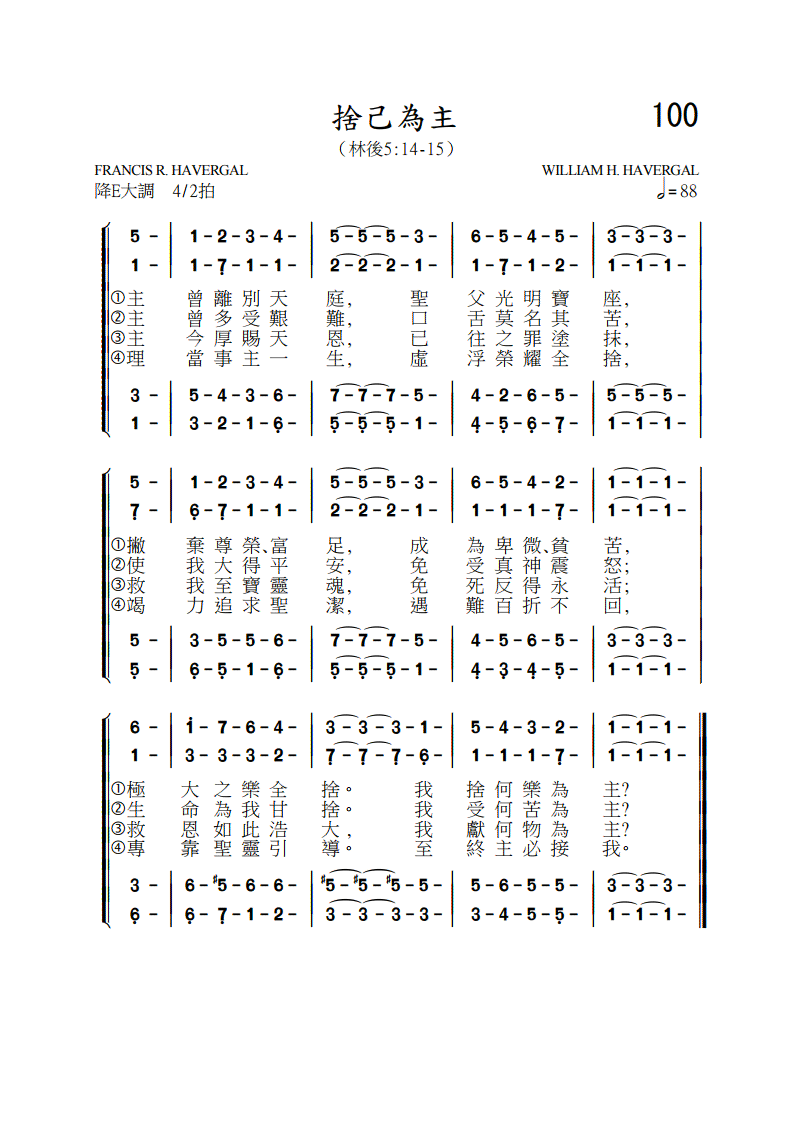 捨己為主
100
（林後5:14-15）
FRANCIS R. HAVERGAL
WILLIAM H. HAVERGAL
降E大調 4/2拍
𝅗𝅥=88
5 - | 1 - 2 - 3 - 4 - | 5 - 5 - 5 - 3 - | 6 - 5 - 4 - 5 - | 3 - 3 - 3 - |
1 - | 1 - 7̣ - 1 - 1 - | 2 - 2 - 2 - 1 - | 1 - 7̣ - 1 - 2 - | 1 - 1 - 1 - |
①主 曾離別天 庭, 聖 父光明寶 座,
②主 曾多受艱 難, 口 舌莫名其 苦,
③主 今厚賜天 恩, 已 往之罪塗 抹,
④理 當事主一 生, 虛 浮榮耀全 捨,
3 - | 5 - 4 - 3 - 6 - | 7 - 7 - 7 - 5 - | 4 - 2 - 6 - 5 - | 5 - 5 - 5 - |
1 - | 3 - 2 - 1 - 6̣ - | 5̣ - 5̣ - 5̣ - 1 - | 4̣ - 5̣ - 6̣ - 7̣ - | 1 - 1 - 1 - |
5 - | 1 - 2 - 3 - 4 - | 5 - 5 - 5 - 3 - | 6 - 5 - 4 - 2 - | 1 - 1 - 1 - |
7̣ - | 6̣ - 7̣ - 1 - 1 - | 2 - 2 - 2 - 1 - | 1 - 1 - 1 - 7̣ - | 1 - 1 - 1 - |
①撇 棄尊榮、富 足, 成 為卑微、貧 苦,
②使 我大得平 安, 免 受真神震 怒;
③救 我至寶靈 魂, 免 死反得永 活;
④竭 力追求聖 潔, 遇 難百折不 回,
5 - | 3 - 5 - 5 - 6 - | 7 - 7 - 7 - 5 - | 4 - 5 - 6 - 5 - | 3 - 3 - 3 - |
5̣ - | 6̣ - 5̣ - 1 - 6̣ - | 5̣ - 5̣ - 5̣ - 1 - | 4̣ - 3̣ - 4̣ - 5̣ - | 1 - 1 - 1 - |
6 - | 1̇ - 7 - 6 - 4 - | 3 - 3 - 3 - 1 - | 5 - 4 - 3 - 2 - | 1 - 1 - 1 - ‖
1 - | 3 - 3 - 3 - 2 - | 7̣ - 7̣ - 7̣ - 6̣ - | 1 - 1 - 1 - 7̣ - | 1 - 1 - 1 - ‖
①極 大之樂全 捨。 我 捨何樂為 主?
②生 命為我甘 捨。 我 受何苦為 主?
③救 恩如此浩 大, 我 獻何物為 主?
④專 靠聖靈引 導。 至 終主必接 我。
3 - | 6 - ♯5 - 6 - 6 - | ♯5 - ♯5 - ♯5 - 5 - | 5 - 6 - 5 - 5 - | 3 - 3 - 3 - ‖
6̣ - | 6̣ - 7̣ - 1 - 2 - | 3 - 3 - 3 - 3 - | 3 - 4 - 5 - 5̣ - | 1 - 1 - 1 - ‖